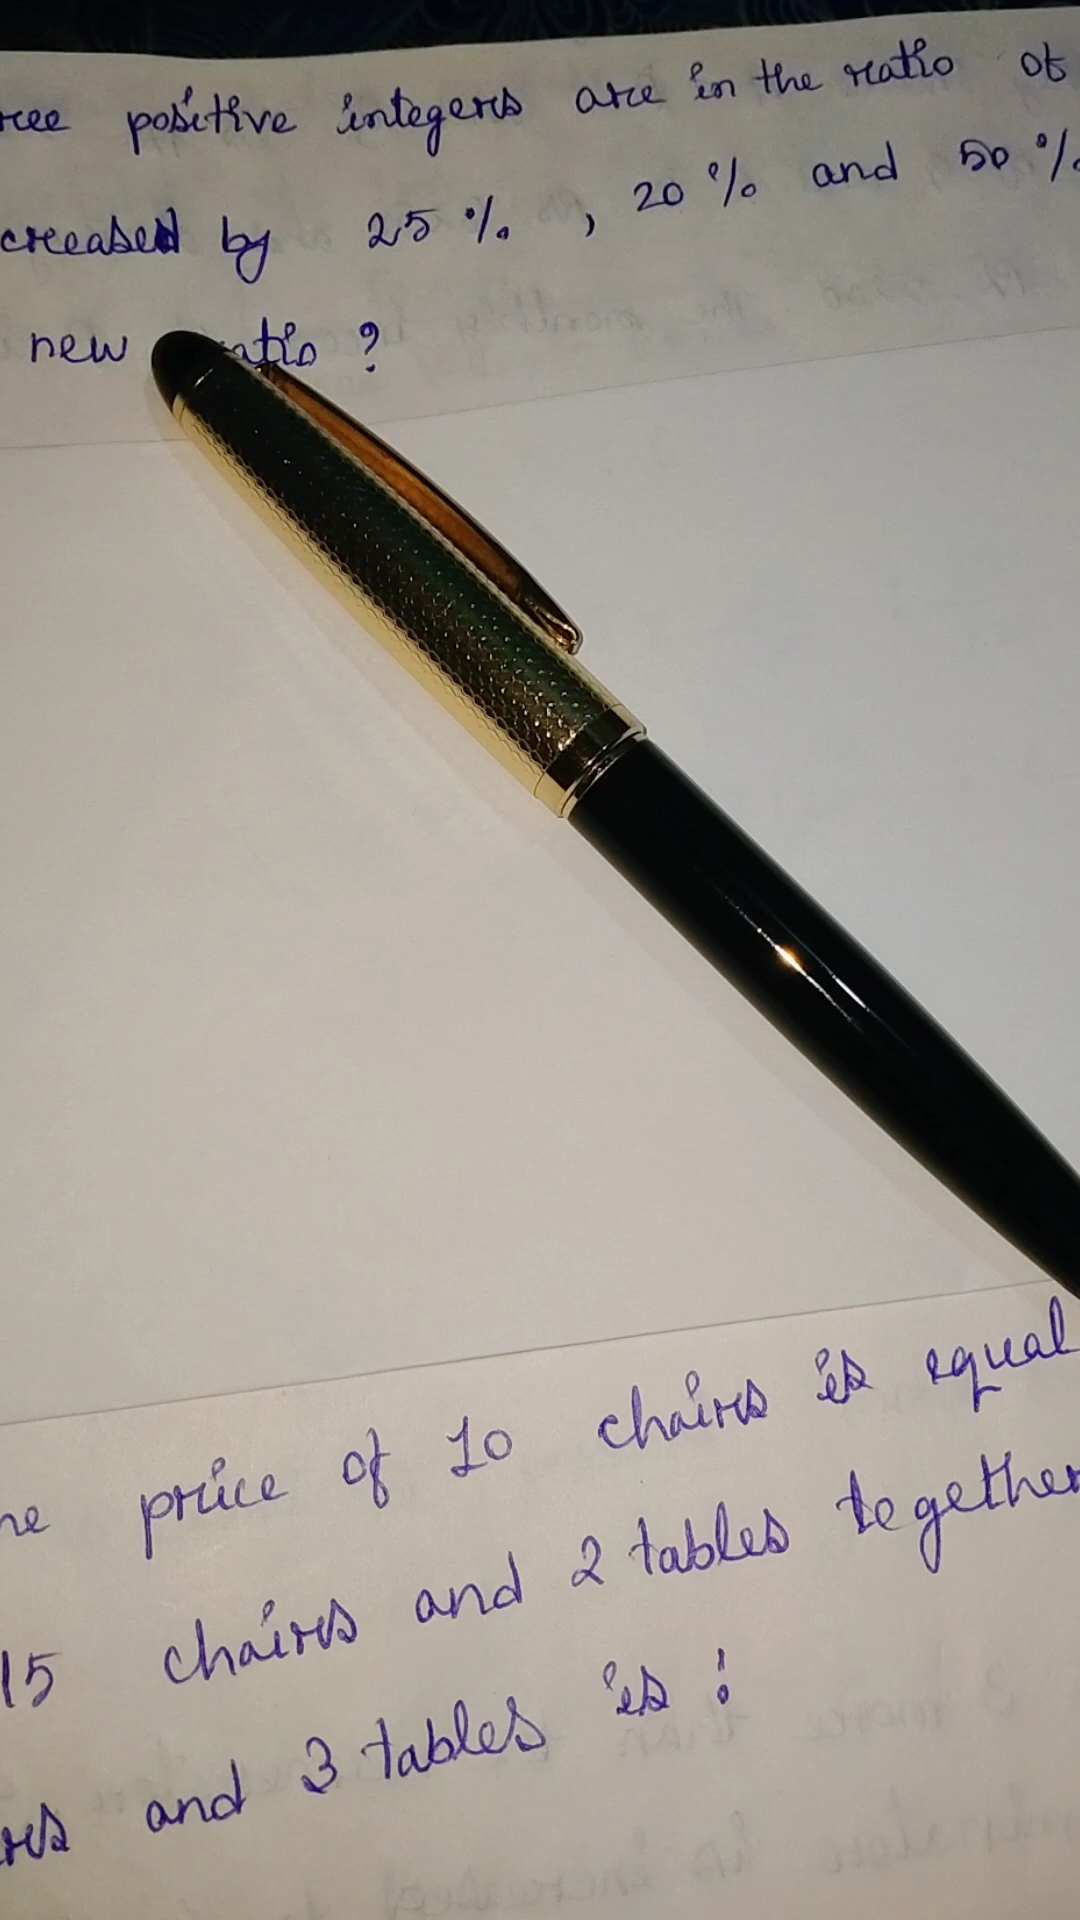 positive integers are in the ratio of
by 25%, 20% and 50%
new ratio?
price of 10 chairs is equal
15 chairs and 2 tables together
and 3 tables is: